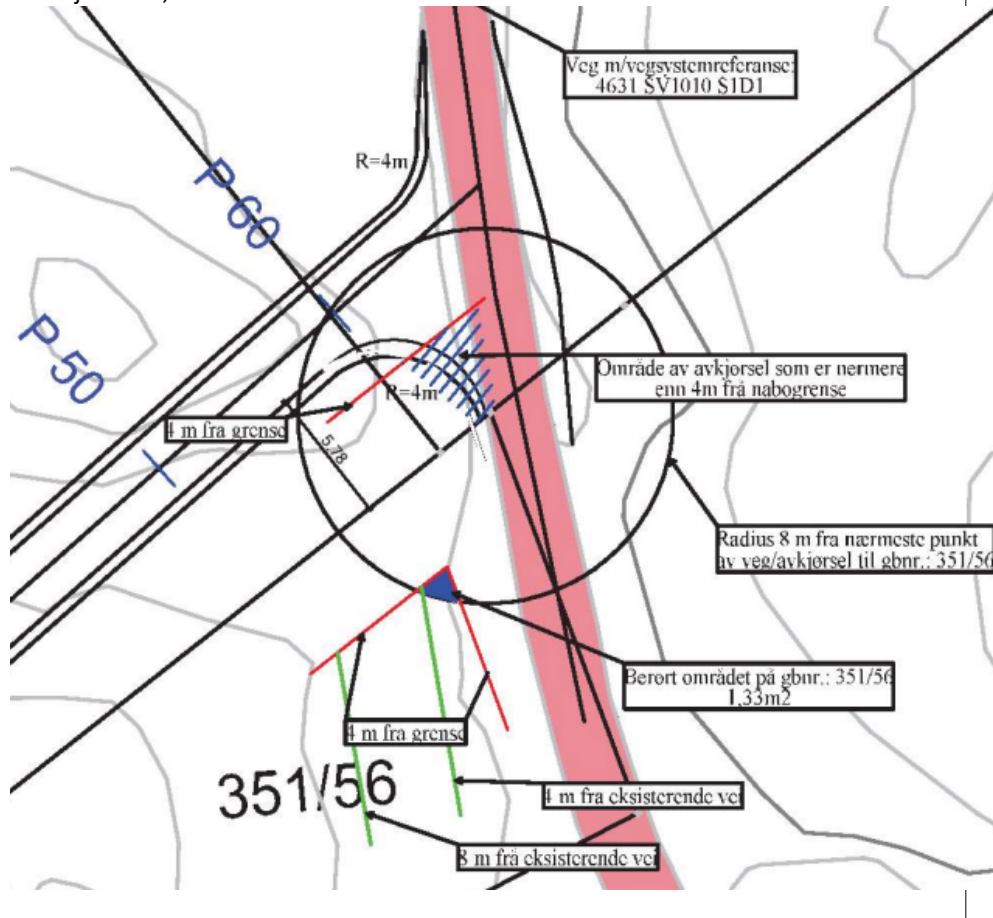 Veg m/vegsystemreferanse:
4631 SV1010 S1D1
R=4m
P 60
P 50
Område av avkjørsel som er nermere
enn 4m frå nabogrense
R=4m
4 m fra grense
5,78
Radius 8 m fra nærmeste punkt
av veg/avkjørsel til gbnr.: 351/56
Berørt området på gbnr.: 351/56
1,33m2
4 m fra grense
351/56
4 m fra eksisterende vei
8 m frå eksisterende vei